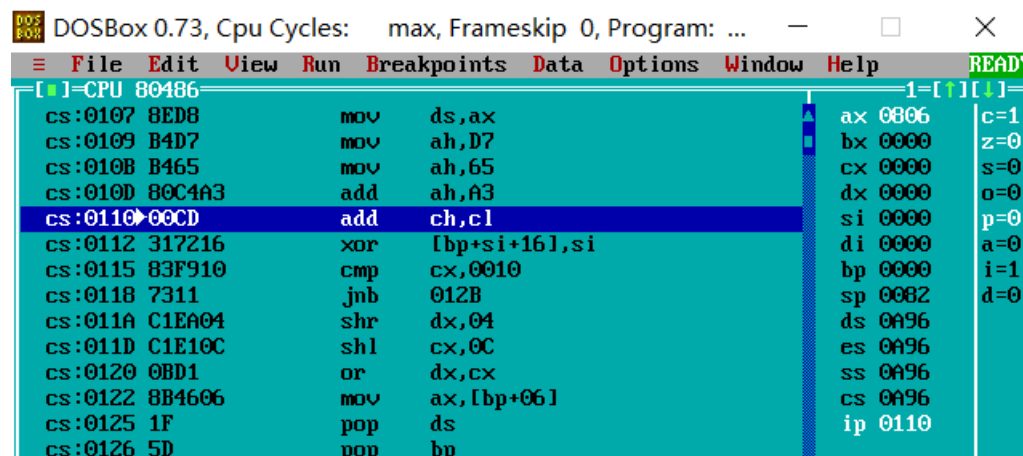 DOS BOX DOSBox 0.73, Cpu Cycles: max, Frameskip 0, Program: ...
≡ File Edit View Run Breakpoints Data Options Window Help READY
=[■]=CPU 80486= 1=[↑][↓]=
cs:0107 8ED8 mov ds,ax ax 0806 c=1
cs:0109 B4D7 mov ah,D7 bx 0000 z=0
cs:010B B465 mov ah,65 cx 0000 s=0
cs:010D 80C4A3 add ah,A3 dx 0000 o=0
cs:0110►00CD add ch,cl si 0000 p=0
cs:0112 317216 xor [bp+si+16],si di 0000 a=0
cs:0115 83F910 cmp cx,0010 bp 0000 i=1
cs:0118 7311 jnb 012B sp 0082 d=0
cs:011A C1EA04 shr dx,04 ds 0A96
cs:011D C1E10C shl cx,0C es 0A96
cs:0120 0BD1 or dx,cx ss 0A96
cs:0122 8B4606 mov ax,[bp+06] cs 0A96
cs:0125 1F pop ds ip 0110
cs:0126 5D pop bp